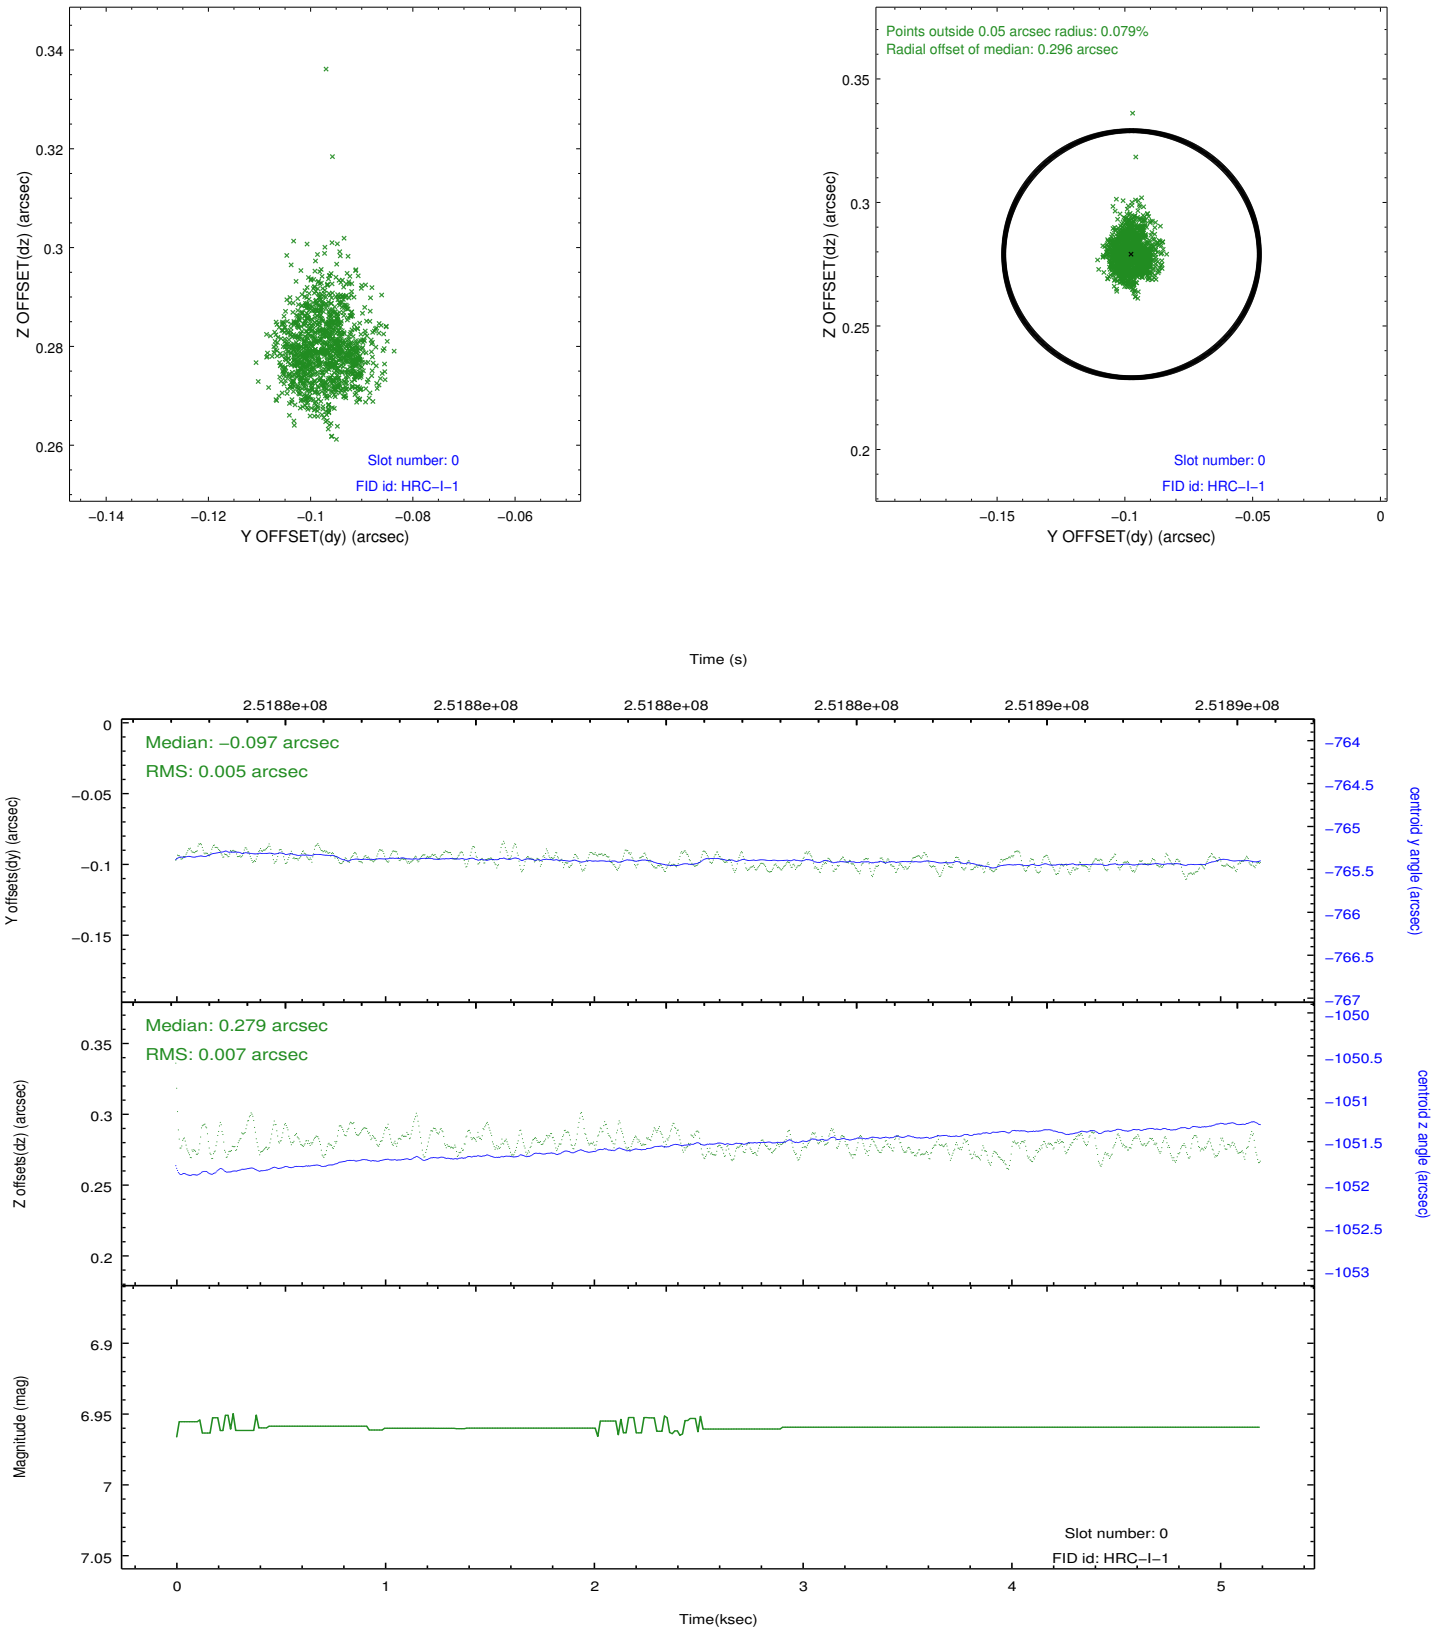 0.34
0.32
0.3
0.28
0.26
Z OFFSET(dz) (arcsec)
Slot number: 0
FID id: HRC−I−1
−0.14 −0.12 −0.1 −0.08 −0.06
Y OFFSET(dy) (arcsec)
Points outside 0.05 arcsec radius: 0.079%
Radial offset of median: 0.296 arcsec
0.35
0.3
0.25
0.2
Z OFFSET(dz) (arcsec)
Slot number: 0
FID id: HRC−I−1
−0.15 −0.1 −0.05 0
Y OFFSET(dy) (arcsec)
Time (s)
2.5188e+08 2.5188e+08 2.5188e+08 2.5188e+08 2.5189e+08 2.5189e+08
Median: −0.097 arcsec
RMS: 0.005 arcsec
0
−0.05
−0.1
−0.15
Y offsets(dy) (arcsec)
−764
−764.5
−765
−765.5
−766
−766.5
−767
centroid y angle (arcsec)
Median: 0.279 arcsec
RMS: 0.007 arcsec
0.35
0.3
0.25
0.2
Z offsets(dz) (arcsec)
−1050
−1050.5
−1051
−1051.5
−1052
−1052.5
−1053
centroid z angle (arcsec)
6.9
6.95
7
7.05
Magnitude (mag)
Slot number: 0
FID id: HRC−I−1
0 1 2 3 4 5
Time(ksec)